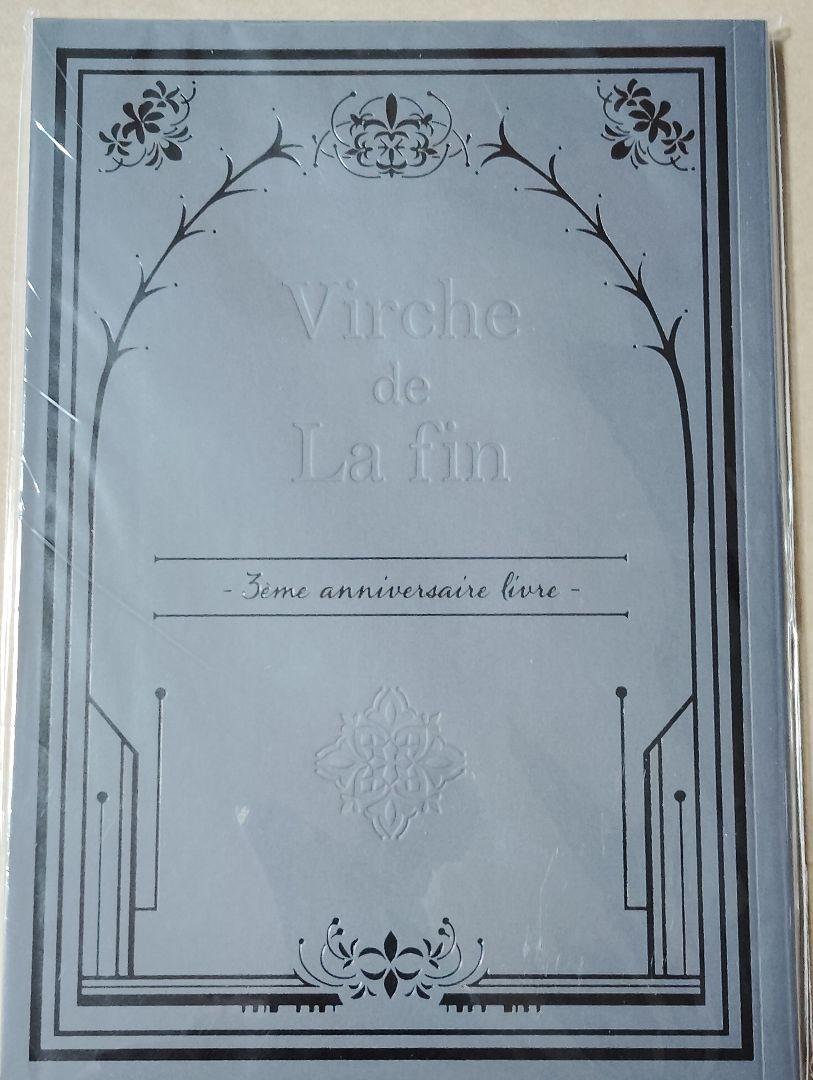 Virche
de
La fin
- 3ème anniversaire livre -